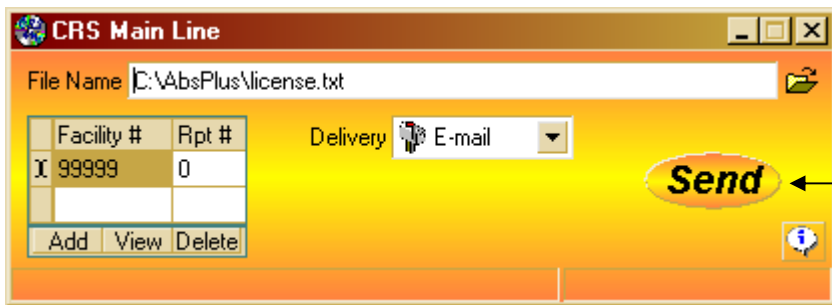 CRS Main Line
File Name C:\AbsPlus\license.txt
Facility # Rpt # Delivery E-mail
99999 0
Send
Add View Delete